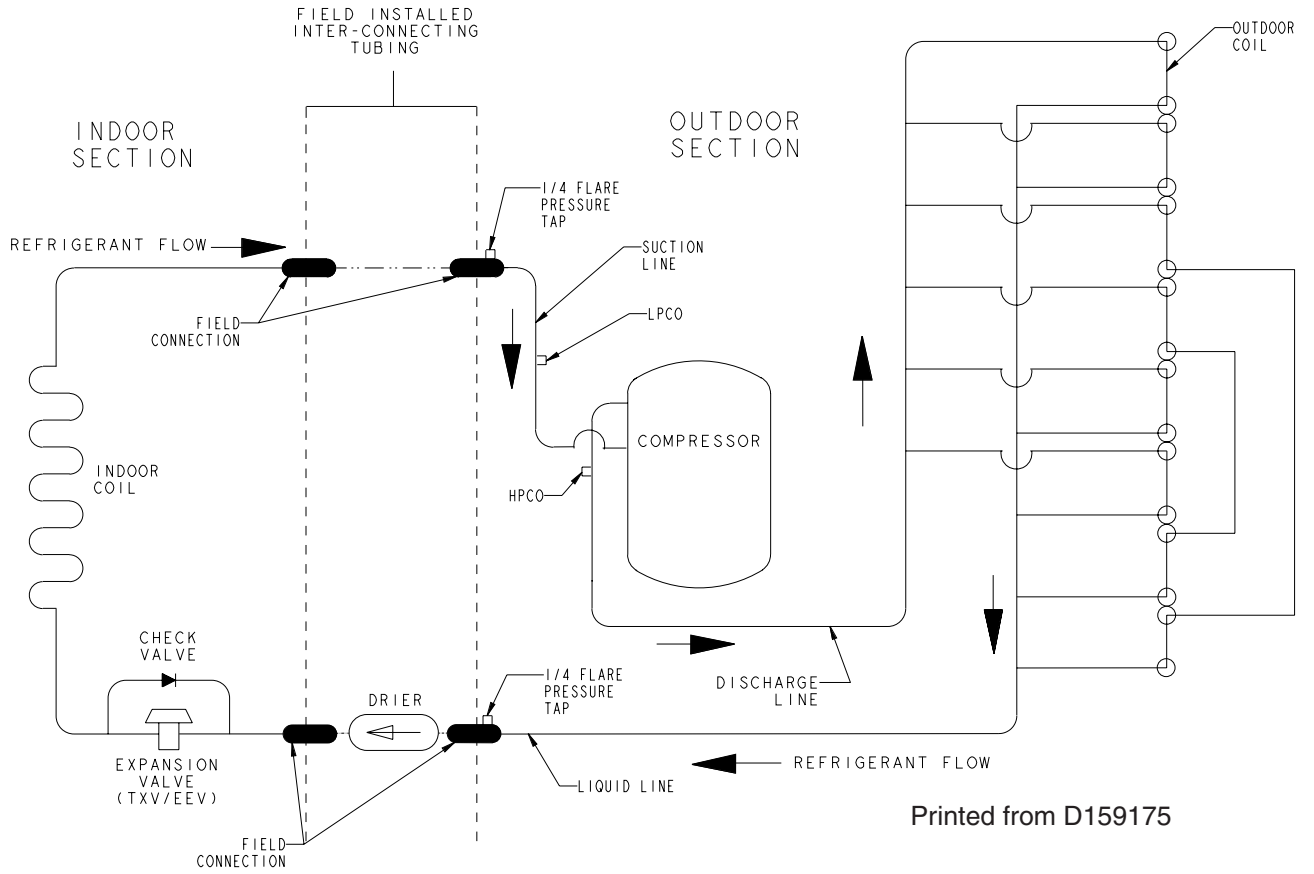 FIELD INSTALLED
INTER-CONNECTING
TUBING
OUTDOOR
COIL
INDOOR
SECTION
OUTDOOR
SECTION
1/4 FLARE
PRESSURE
TAP
REFRIGERANT FLOW
SUCTION
LINE
FIELD
CONNECTION
LPCO
COMPRESSOR
INDOOR
COIL
HPCO
CHECK
VALVE
1/4 FLARE
PRESSURE
TAP
DRIER
DISCHARGE
LINE
EXPANSION
VALVE
(TXV/EEV)
REFRIGERANT FLOW
LIQUID LINE
Printed from D159175
FIELD
CONNECTION